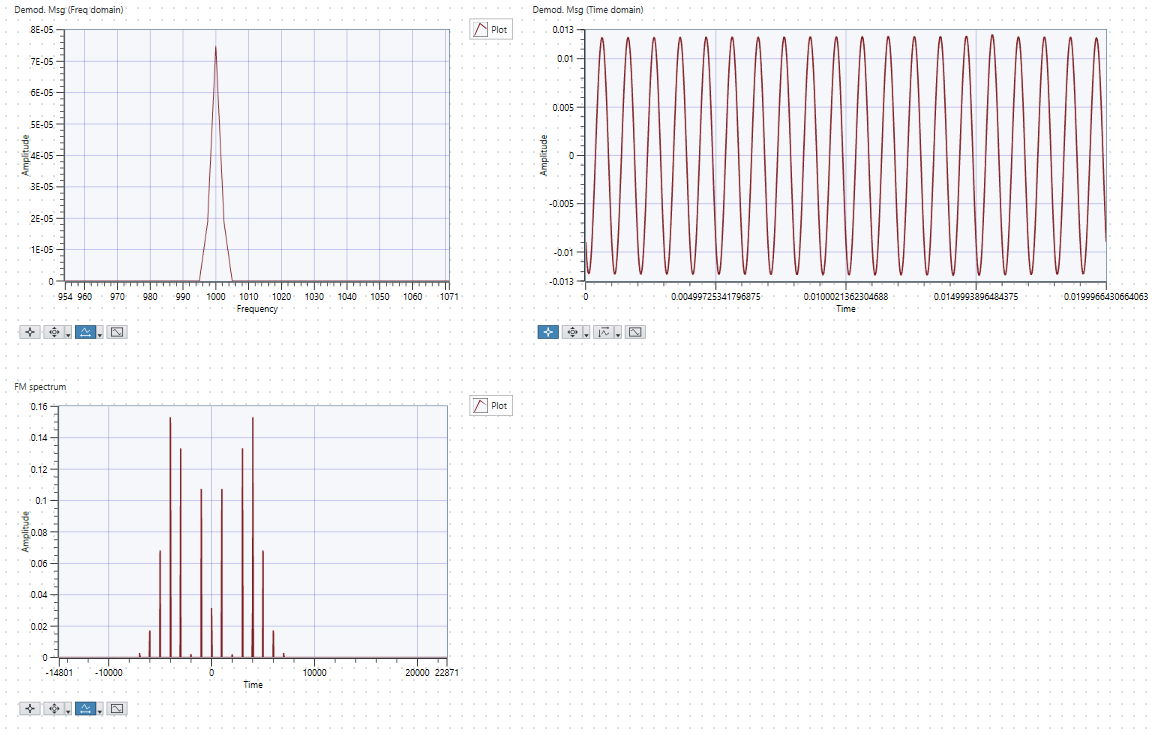 Demod. Msg (Freq domain)
Plot
8E-05
7E-05
6E-05
5E-05
4E-05
3E-05
2E-05
1E-05
0
Amplitude
954 960 970 980 990 1000 1010 1020 1030 1040 1050 1060 1071
Frequency
Demod. Msg (Time domain)
0.013
0.01
0.005
0
-0.005
-0.01
-0.013
Amplitude
0 0.004997253417968750 0.0100021362304688 0.0149993896484375 0.0199966430664063
Time
FM spectrum
Plot
0.16
0.14
0.12
0.1
0.08
0.06
0.04
0.02
0
Amplitude
-14801 -10000 0 10000 20000 22871
Time